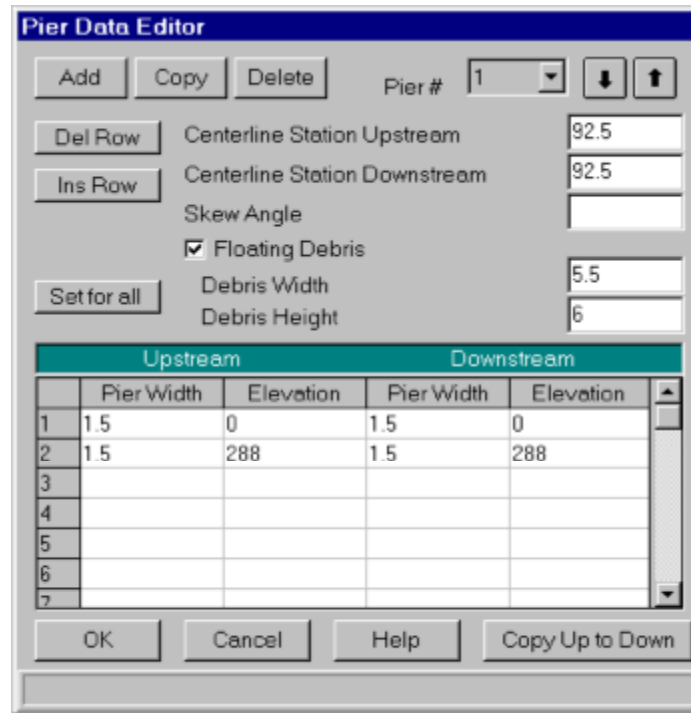 Pier Data Editor
Add Copy Delete Pier # 1
Del Row Centerline Station Upstream 92.5
Ins Row Centerline Station Downstream 92.5
Skew Angle
Floating Debris
Set for all Debris Width 5.5
Debris Height 6
Upstream Downstream
Pier Width Elevation Pier Width Elevation
1 1.5 0 1.5 0
2 1.5 288 1.5 288
3
4
5
6
7
OK Cancel Help Copy Up to Down